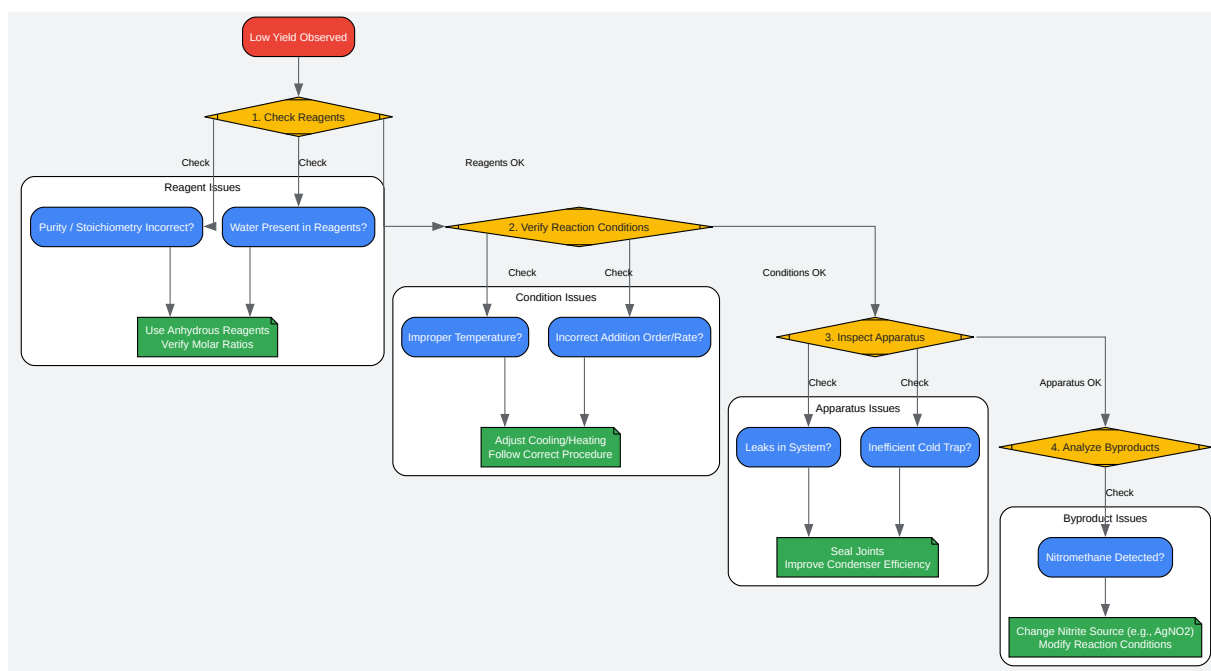 Low Yield Observed
1. Check Reagents
Check
Check
Reagents OK
Reagent Issues
Purity / Stoichiometry Incorrect?
Water Present in Reagents?
2. Verify Reaction Conditions
Check
Check
Conditions OK
Condition Issues
Use Anhydrous Reagents
Verify Molar Ratios
Improper Temperature?
Incorrect Addition Order/Rate?
3. Inspect Apparatus
Check
Check
Apparatus OK
Apparatus Issues
Adjust Cooling/Heating
Follow Correct Procedure
Leaks in System?
Inefficient Cold Trap?
4. Analyze Byproducts
Check
Byproduct Issues
Seal Joints
Improve Condenser Efficiency
Nitromethane Detected?
Change Nitrite Source (e.g., AgNO2)
Modify Reaction Conditions